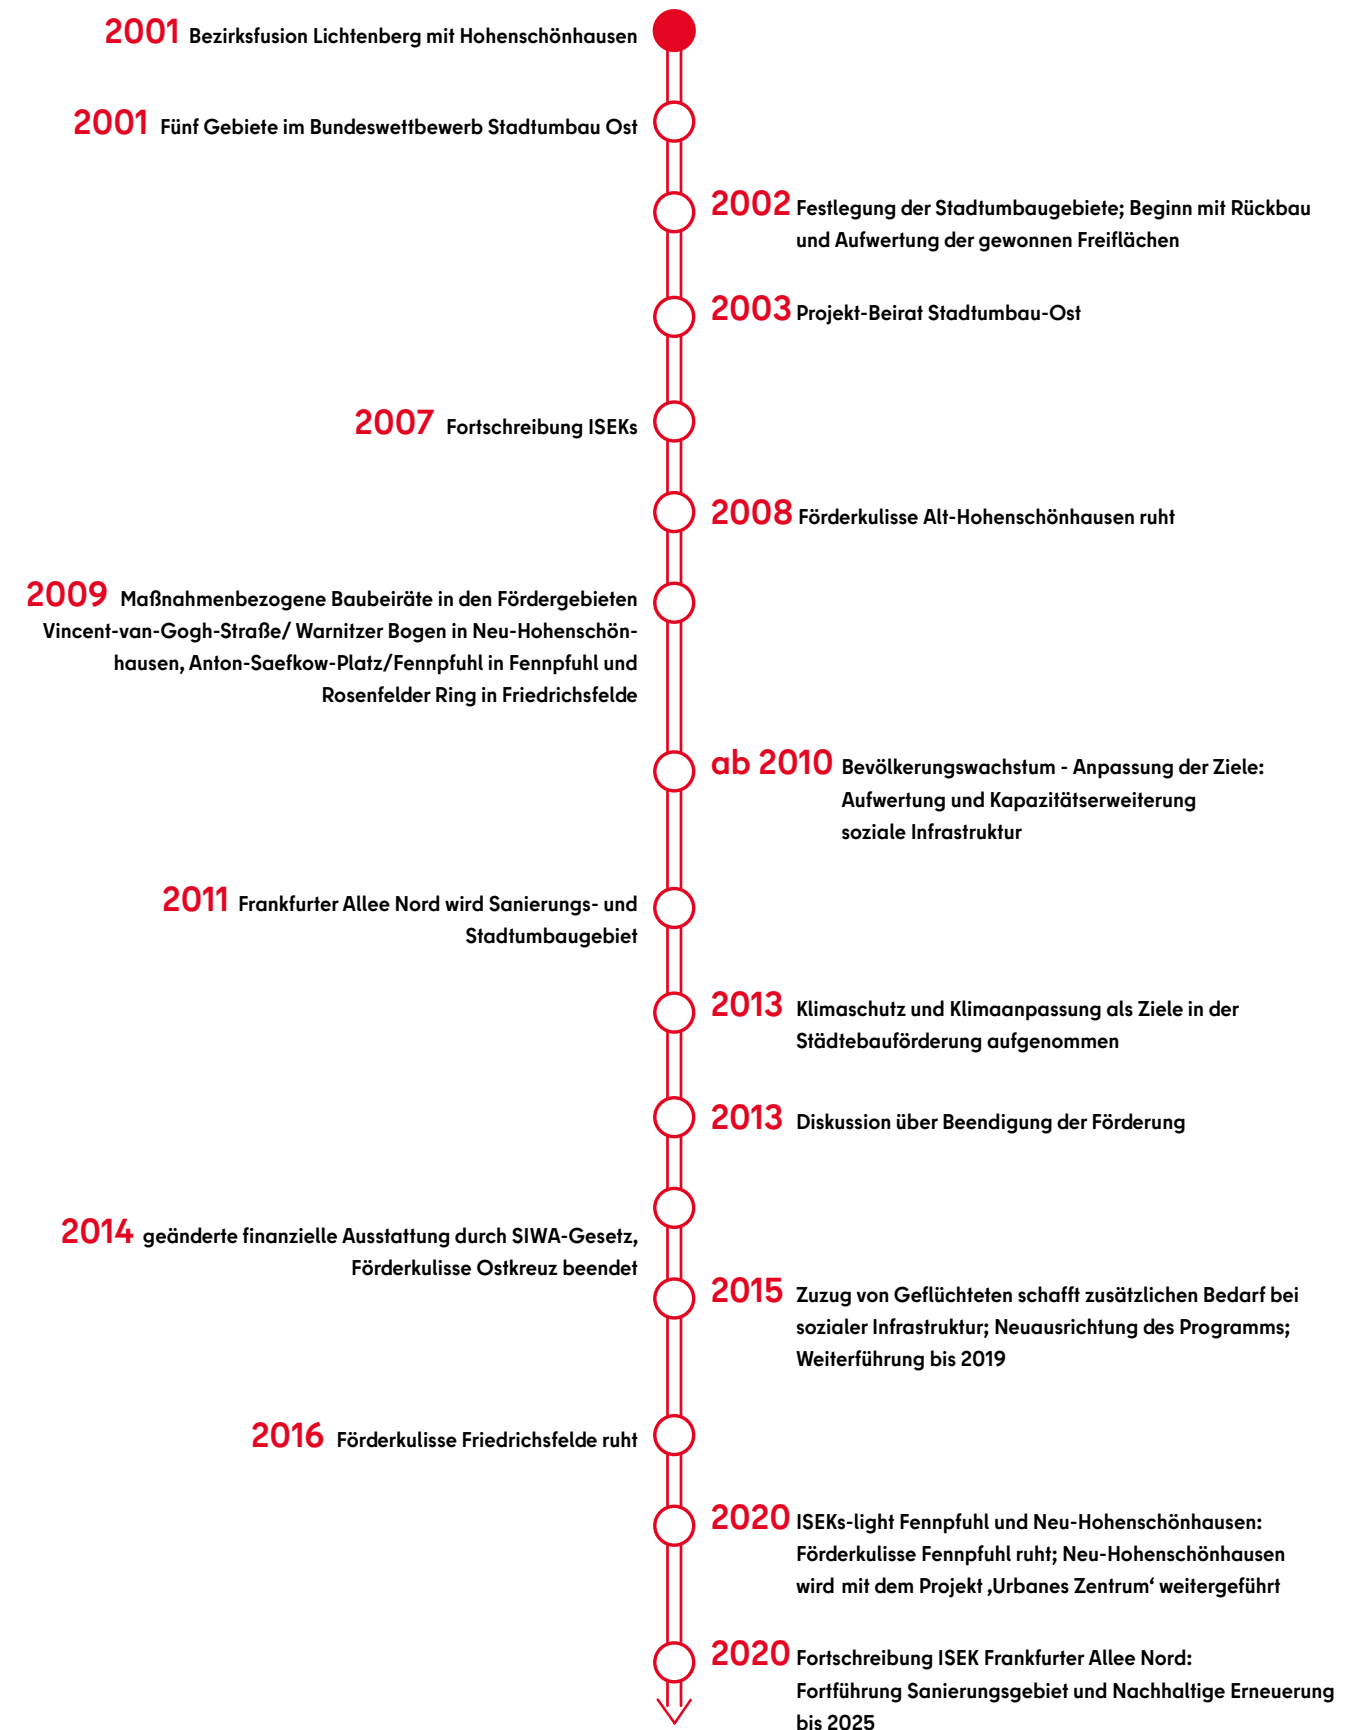 2001 Bezirksfusion Lichtenberg mit Hohenschönhausen
2001 Fünf Gebiete im Bundeswettbewerb Stadtumbau Ost
2002 Festlegung der Stadtumbaugebiete; Beginn mit Rückbau
und Aufwertung der gewonnen Freiflächen
2003 Projekt-Beirat Stadtumbau-Ost
2007 Fortschreibung ISEKs
2008 Förderkulisse Alt-Hohenschönhausen ruht
2009 Maßnahmenbezogene Baubeiräte in den Fördergebieten
Vincent-van-Gogh-Straße/ Warnitzer Bogen in Neu-Hohenschön-
hausen, Anton-Saefkow-Platz/Fennpfuhl in Fennpfuhl und
Rosenfelder Ring in Friedrichsfelde
ab 2010 Bevölkerungswachstum - Anpassung der Ziele:
Aufwertung und Kapazitätserweiterung
soziale Infrastruktur
2011 Frankfurter Allee Nord wird Sanierungs- und
Stadtumbaugebiet
2013 Klimaschutz und Klimaanpassung als Ziele in der
Städtebauförderung aufgenommen
2013 Diskussion über Beendigung der Förderung
2014 geänderte finanzielle Ausstattung durch SIWA-Gesetz,
Förderkulisse Ostkreuz beendet
2015 Zuzug von Geflüchteten schafft zusätzlichen Bedarf bei
sozialer Infrastruktur; Neuausrichtung des Programms;
Weiterführung bis 2019
2016 Förderkulisse Friedrichsfelde ruht
2020 ISEKs-light Fennpfuhl und Neu-Hohenschönhausen:
Förderkulisse Fennpfuhl ruht; Neu-Hohenschönhausen
wird mit dem Projekt ‚Urbanes Zentrum‘ weitergeführt
2020 Fortschreibung ISEK Frankfurter Allee Nord:
Fortführung Sanierungsgebiet und Nachhaltige Erneuerung
bis 2025